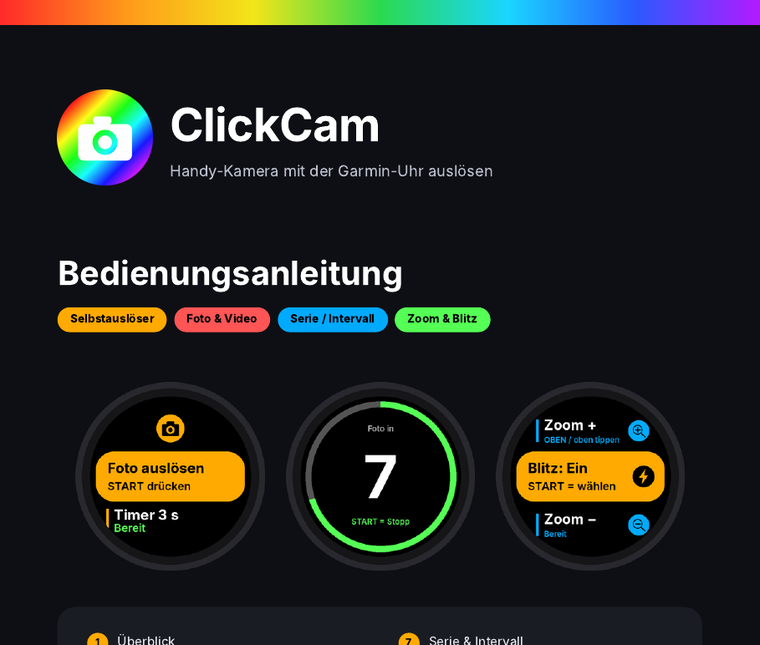 ClickCam
Handy-Kamera mit der Garmin-Uhr auslösen
Bedienungsanleitung
Selbstauslöser
Foto & Video
Serie / Intervall
Zoom & Blitz
Foto auslösen
START drücken
Timer 3 s
Bereit
Foto in
7
START = Stopp
Zoom +
OBEN / oben tippen
Blitz: Ein
START = wählen
Zoom −
Bereit
1 Überblick
7 Serie & Intervall